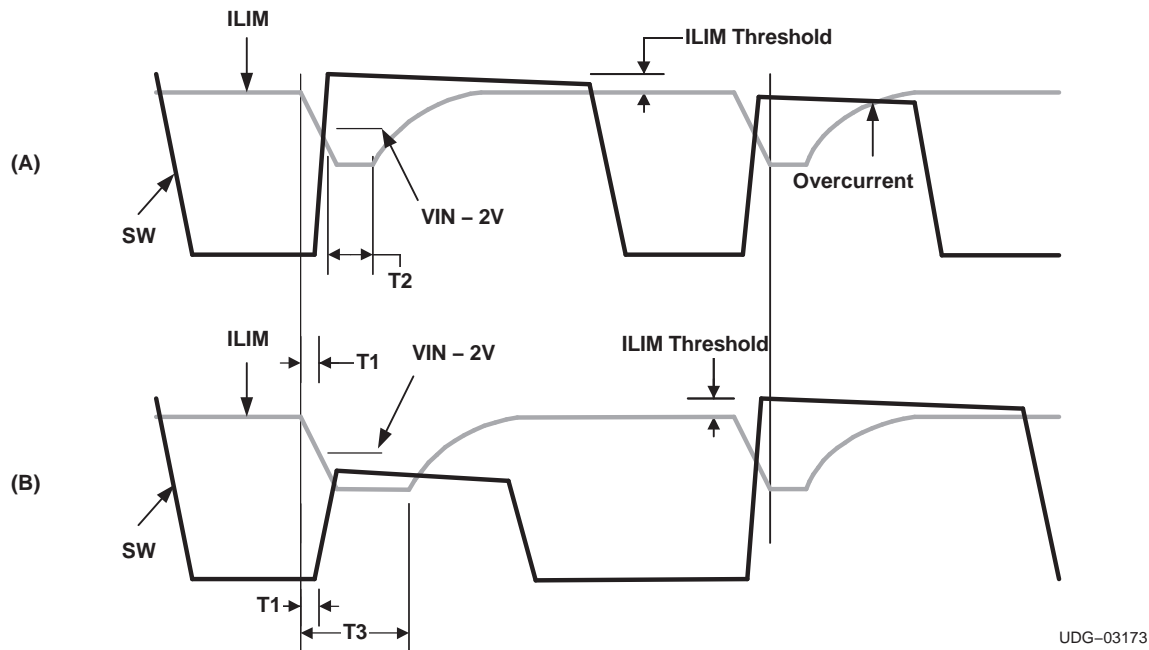 ILIM
ILIM Threshold
(A)
Overcurrent
VIN – 2V
SW
T2
ILIM
T1
VIN – 2V
ILIM Threshold
(B)
SW
T1
T3
UDG–03173